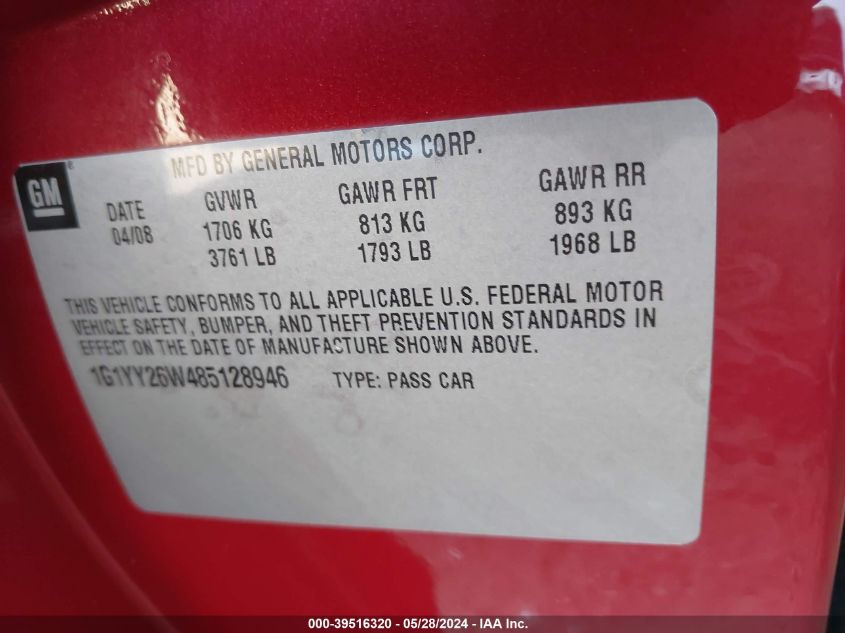 MFD BY GENERAL MOTORS CORP.
GM®
DATE GVWR GAWR FRT GAWR RR
04/08 1706 KG 813 KG 893 KG
3761 LB 1793 LB 1968 LB
THIS VEHICLE CONFORMS TO ALL APPLICABLE U.S. FEDERAL MOTOR
VEHICLE SAFETY, BUMPER, AND THEFT PREVENTION STANDARDS IN
EFFECT ON THE DATE OF MANUFACTURE SHOWN ABOVE.
1G1YY26W485128946 TYPE: PASS CAR
000-39516320 - 05/28/2024 - IAA Inc.